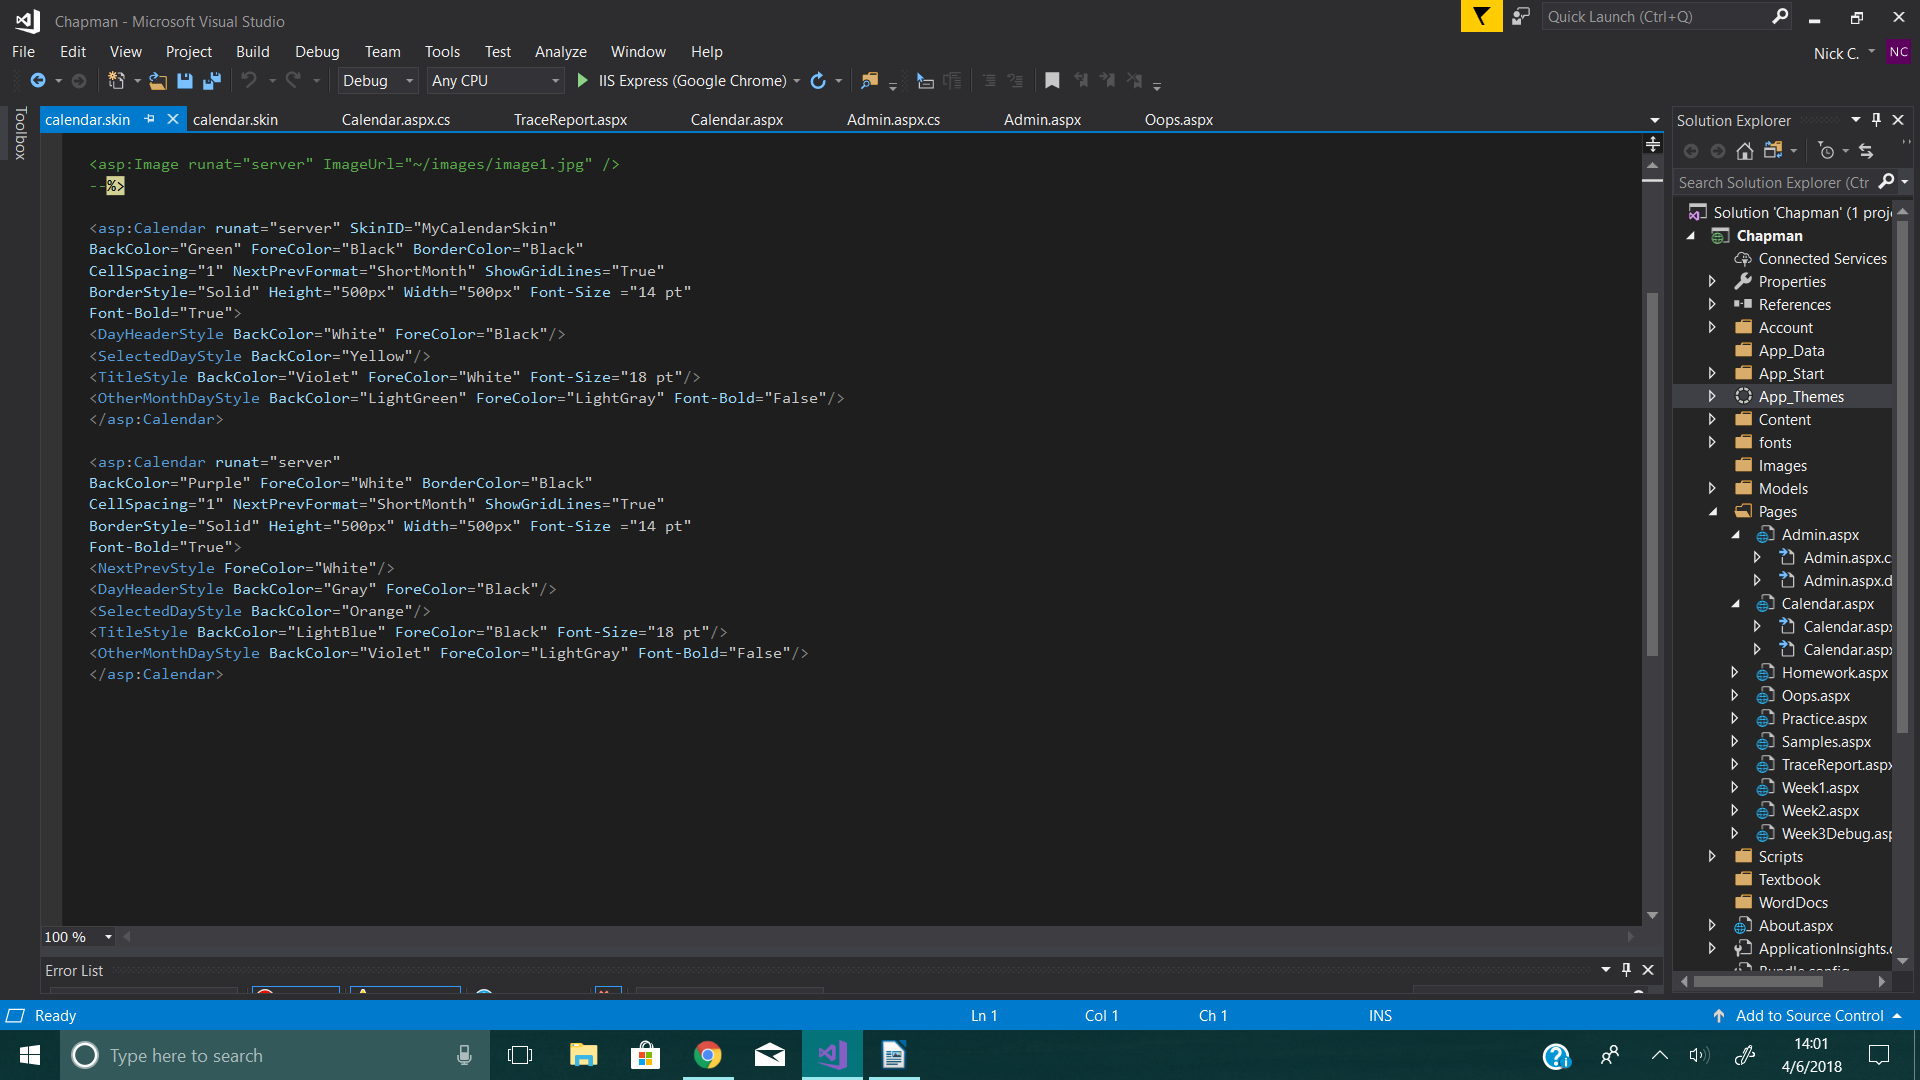 Chapman - Microsoft Visual Studio
Quick Launch (Ctrl+Q)
File Edit View Project Build Debug Team Tools Test Analyze Window Help
Nick C. NC
Debug Any CPU IIS Express (Google Chrome)
Toolbox
calendar.skin calendar.skin Calendar.aspx.cs TraceReport.aspx Calendar.aspx Admin.aspx.cs Admin.aspx Oops.aspx
<asp:Image runat="server" ImageUrl="~/images/image1.jpg" />
--%>
<asp:Calendar runat="server" SkinID="MyCalendarSkin"
BackColor="Green" ForeColor="Black" BorderColor="Black"
CellSpacing="1" NextPrevFormat="ShortMonth" ShowGridLines="True"
BorderStyle="Solid" Height="500px" Width="500px" Font-Size ="14 pt"
Font-Bold="True">
<DayHeaderStyle BackColor="White" ForeColor="Black"/>
<SelectedDayStyle BackColor="Yellow"/>
<TitleStyle BackColor="Violet" ForeColor="White" Font-Size="18 pt"/>
<OtherMonthDayStyle BackColor="LightGreen" ForeColor="LightGray" Font-Bold="False"/>
</asp:Calendar>
<asp:Calendar runat="server"
BackColor="Purple" ForeColor="White" BorderColor="Black"
CellSpacing="1" NextPrevFormat="ShortMonth" ShowGridLines="True"
BorderStyle="Solid" Height="500px" Width="500px" Font-Size ="14 pt"
Font-Bold="True">
<NextPrevStyle ForeColor="White"/>
<DayHeaderStyle BackColor="Gray" ForeColor="Black"/>
<SelectedDayStyle BackColor="Orange"/>
<TitleStyle BackColor="LightBlue" ForeColor="Black" Font-Size="18 pt"/>
<OtherMonthDayStyle BackColor="Violet" ForeColor="LightGray" Font-Bold="False"/>
</asp:Calendar>
100 %
Error List
Solution Explorer
Search Solution Explorer (Ctr
Solution 'Chapman' (1 proj
Chapman
Connected Services
Properties
References
Account
App_Data
App_Start
App_Themes
Content
fonts
Images
Models
Pages
Admin.aspx
Admin.aspx.c
Admin.aspx.d
Calendar.aspx
Calendar.aspx
Calendar.aspx
Homework.aspx
Oops.aspx
Practice.aspx
Samples.aspx
TraceReport.aspx
Week1.aspx
Week2.aspx
Week3Debug.asp
Scripts
Textbook
WordDocs
About.aspx
ApplicationInsights.c
Bundle.config
Ready Ln 1 Col 1 Ch 1 INS Add to Source Control
Type here to search
14:01
4/6/2018